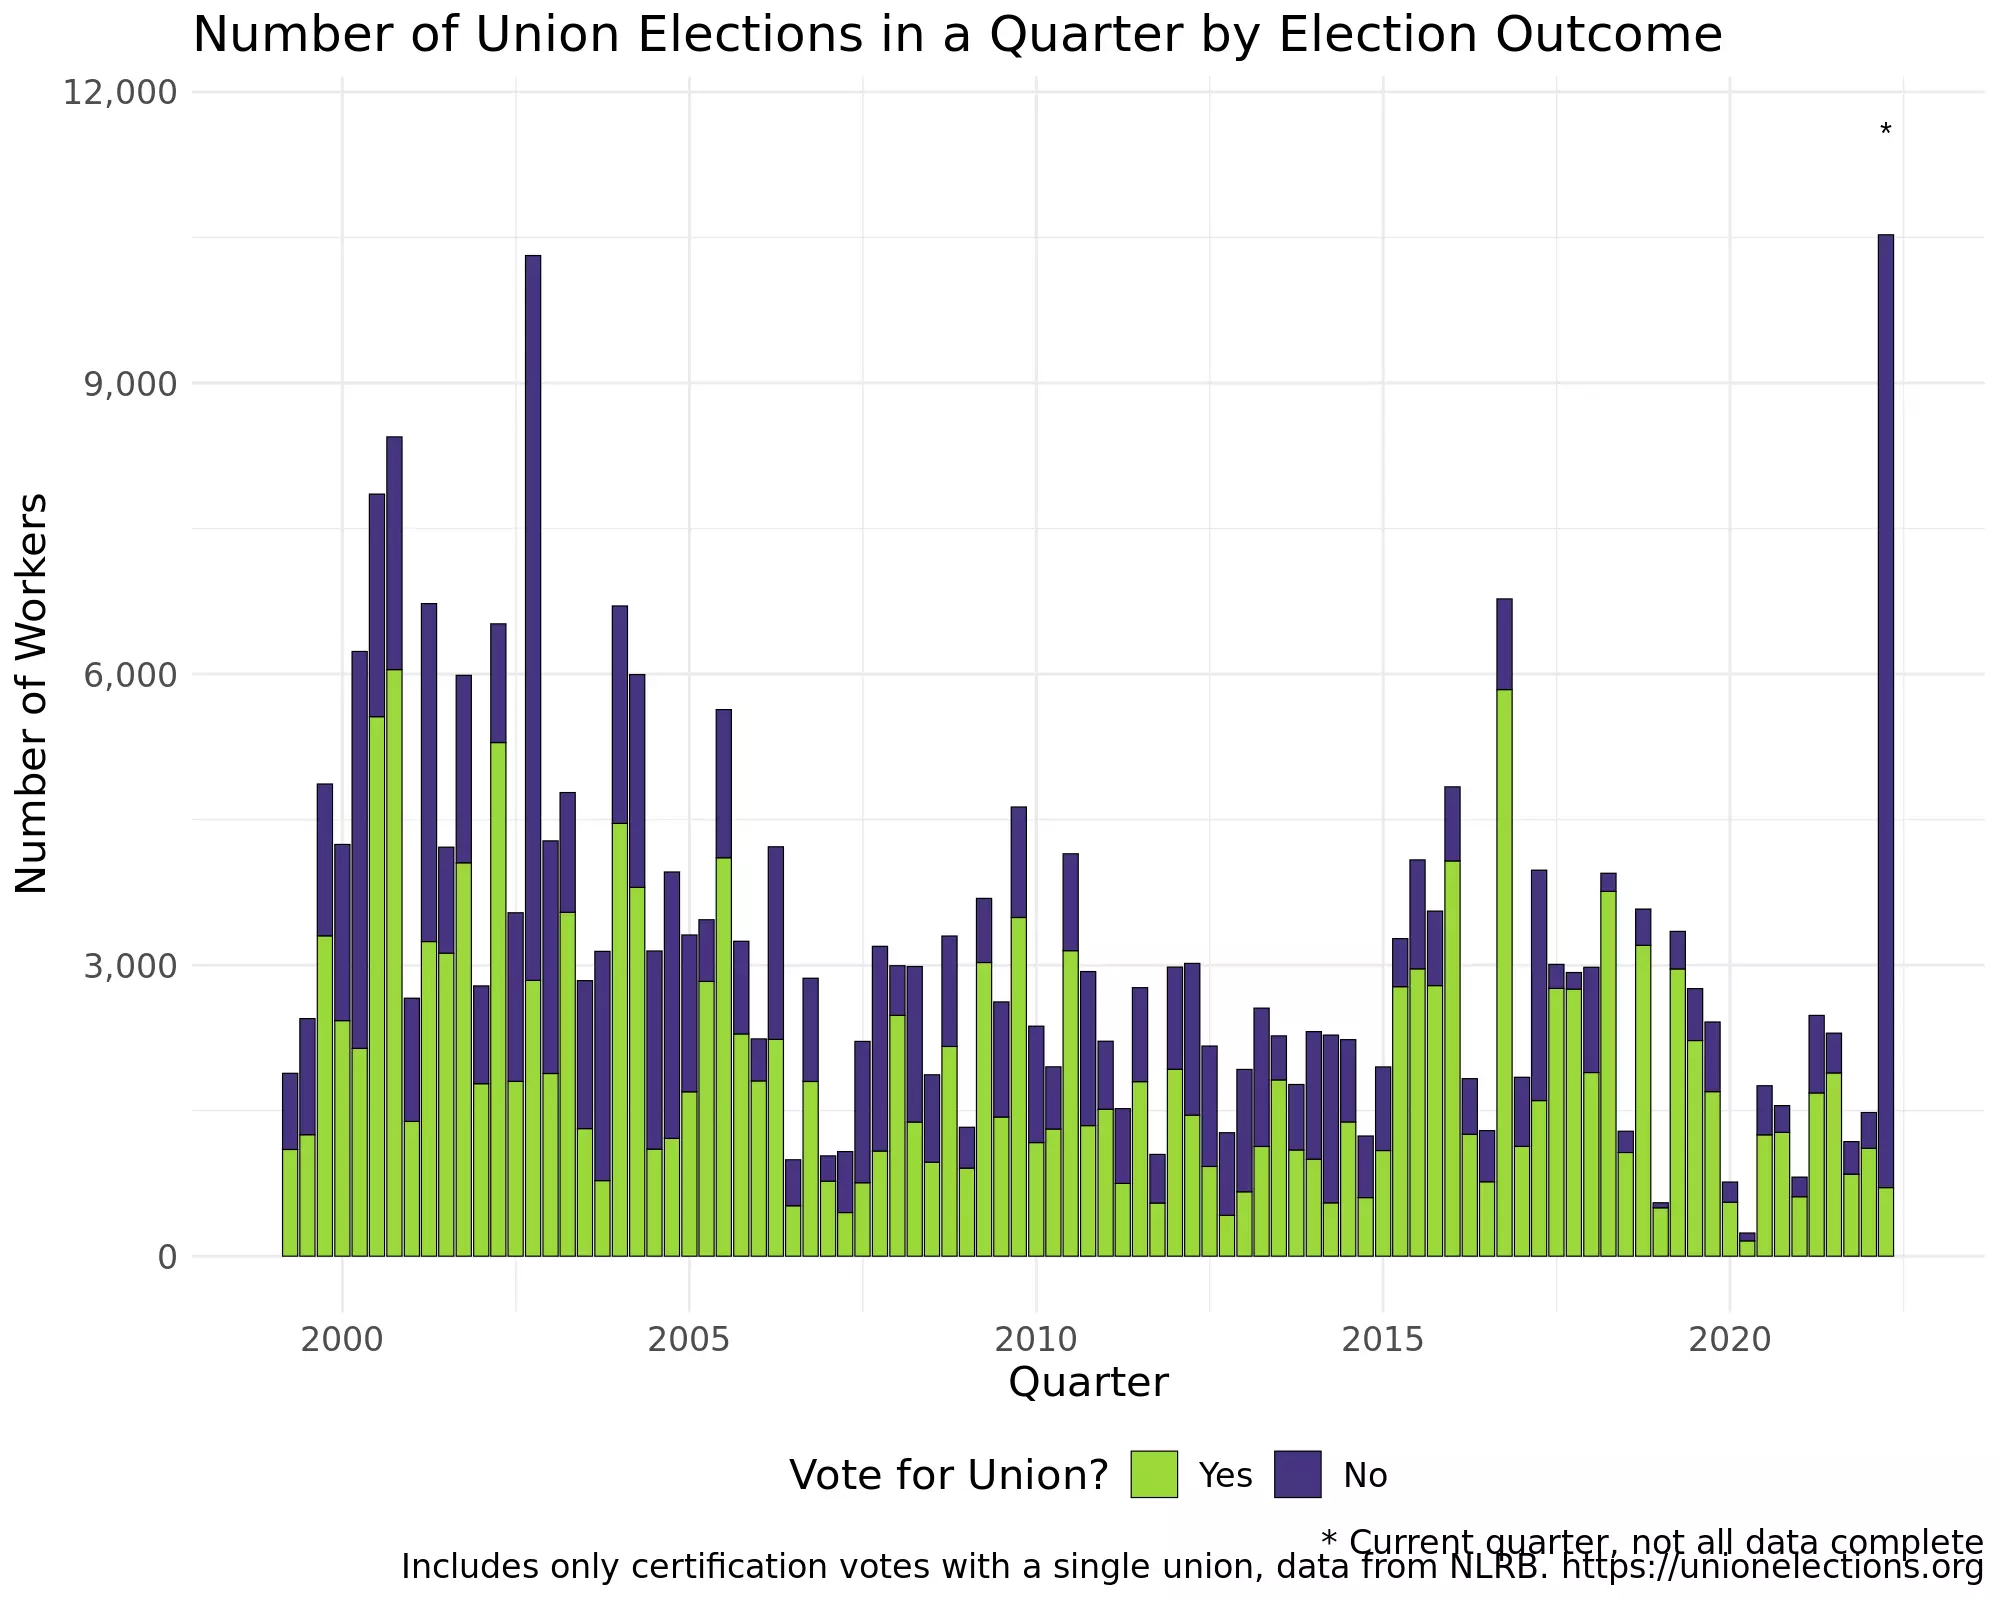 Number of Union Elections in a Quarter by Election Outcome
12,000
*
9,000
6,000
3,000
0
Number of Workers
2000 2005 2010 2015 2020
Quarter
Vote for Union? Yes No
* Current quarter, not all data complete
Includes only certification votes with a single union, data from NLRB. https://unionelections.org